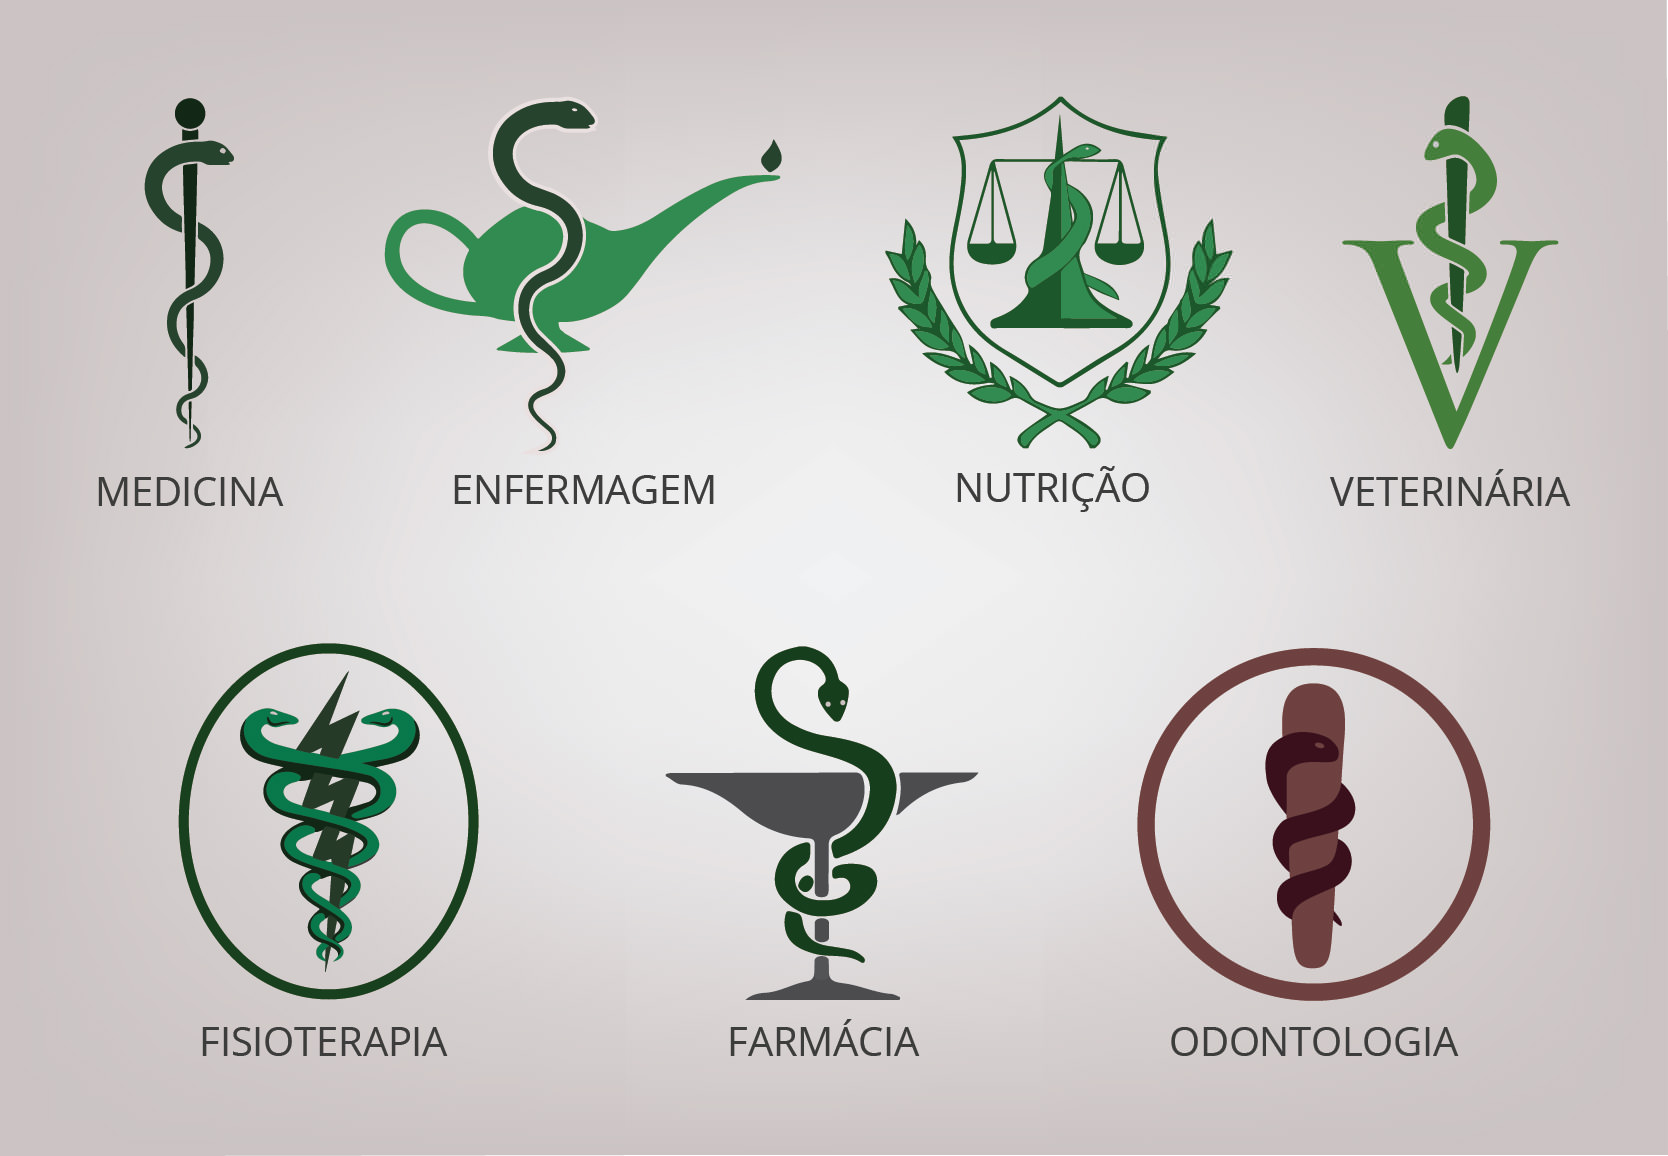 MEDICINA
ENFERMAGEM
NUTRIÇÃO
VETERINÁRIA
V
FISIOTERAPIA
FARMÁCIA
ODONTOLOGIA